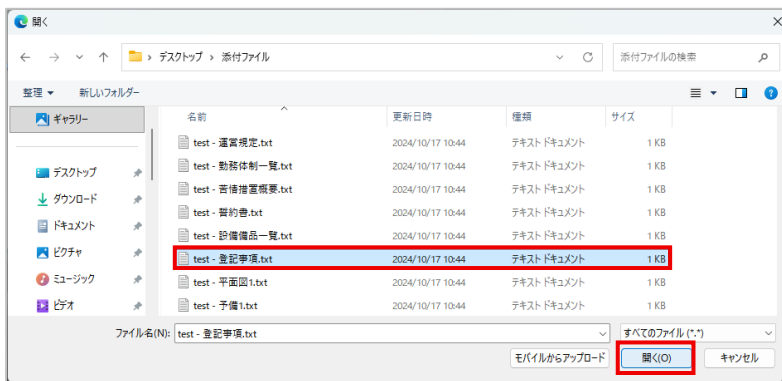 開く
デスクトップ › 添付ファイル 添付ファイルの検索
整理 新しいフォルダー
ギャラリー 名前 更新日時 種類 サイズ
test - 運営規定.txt 2024/10/17 10:44 テキスト ドキュメント 1 KB
デスクトップ test - 勤務体制一覧.txt 2024/10/17 10:44 テキスト ドキュメント 1 KB
ダウンロード test - 苦情措置概要.txt 2024/10/17 10:44 テキスト ドキュメント 1 KB
ドキュメント test - 誓約書.txt 2024/10/17 10:44 テキスト ドキュメント 1 KB
test - 設備備品一覧.txt 2024/10/17 10:44 テキスト ドキュメント 1 KB
ピクチャ test - 登記事項.txt 2024/10/17 10:44 テキスト ドキュメント 1 KB
ミュージック test - 平面図1.txt 2024/10/17 10:44 テキスト ドキュメント 1 KB
ビデオ test - 予備1.txt 2024/10/17 10:44 テキスト ドキュメント 1 KB
ファイル名(N): test - 登記事項.txt すべてのファイル (*.*)
モバイルからアップロード 開く(O) キャンセル